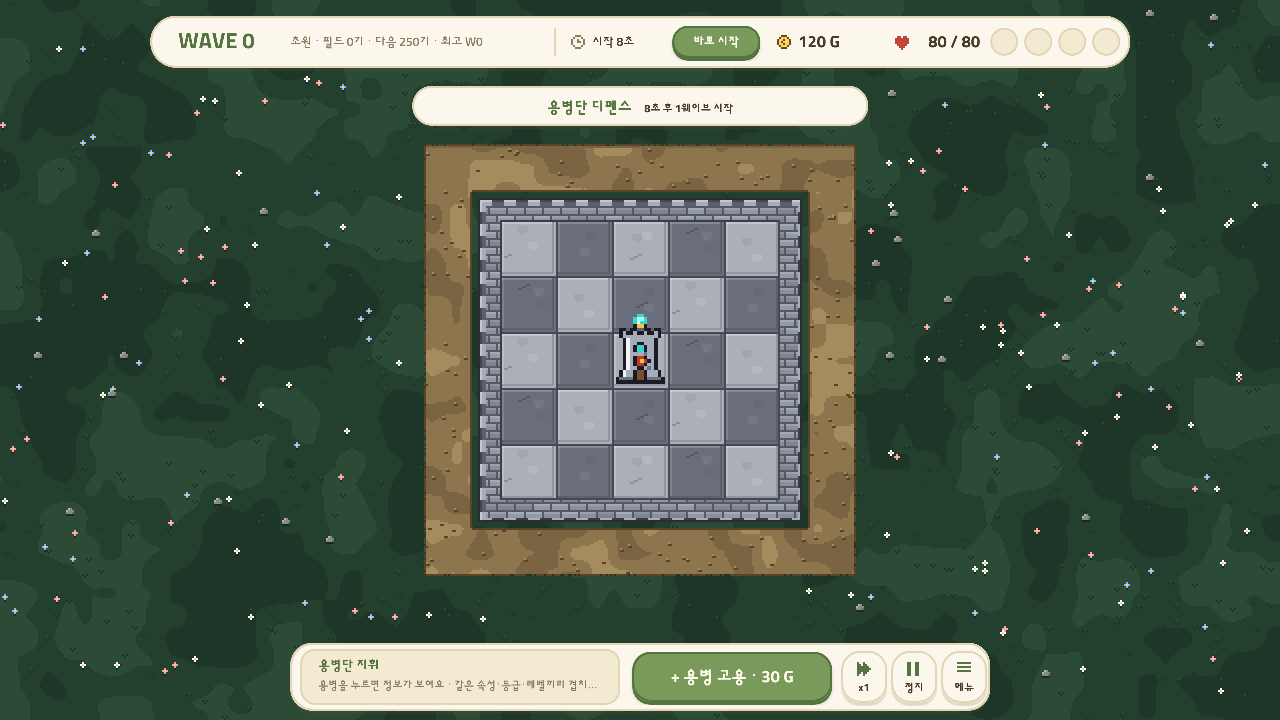 WAVE 0
초원 · 필드 0기 · 다음 250기 · 최고 W0
시작 8초
바로 시작
120 G
80 / 80
용병단 디펜스
8초 후 1웨이브 시작
용병단 지휘
용병을 누르면 정보가 보여요 · 같은 속성·등급·레벨끼리 겹치...
+ 용병 고용 · 30 G
x1
정지
메뉴